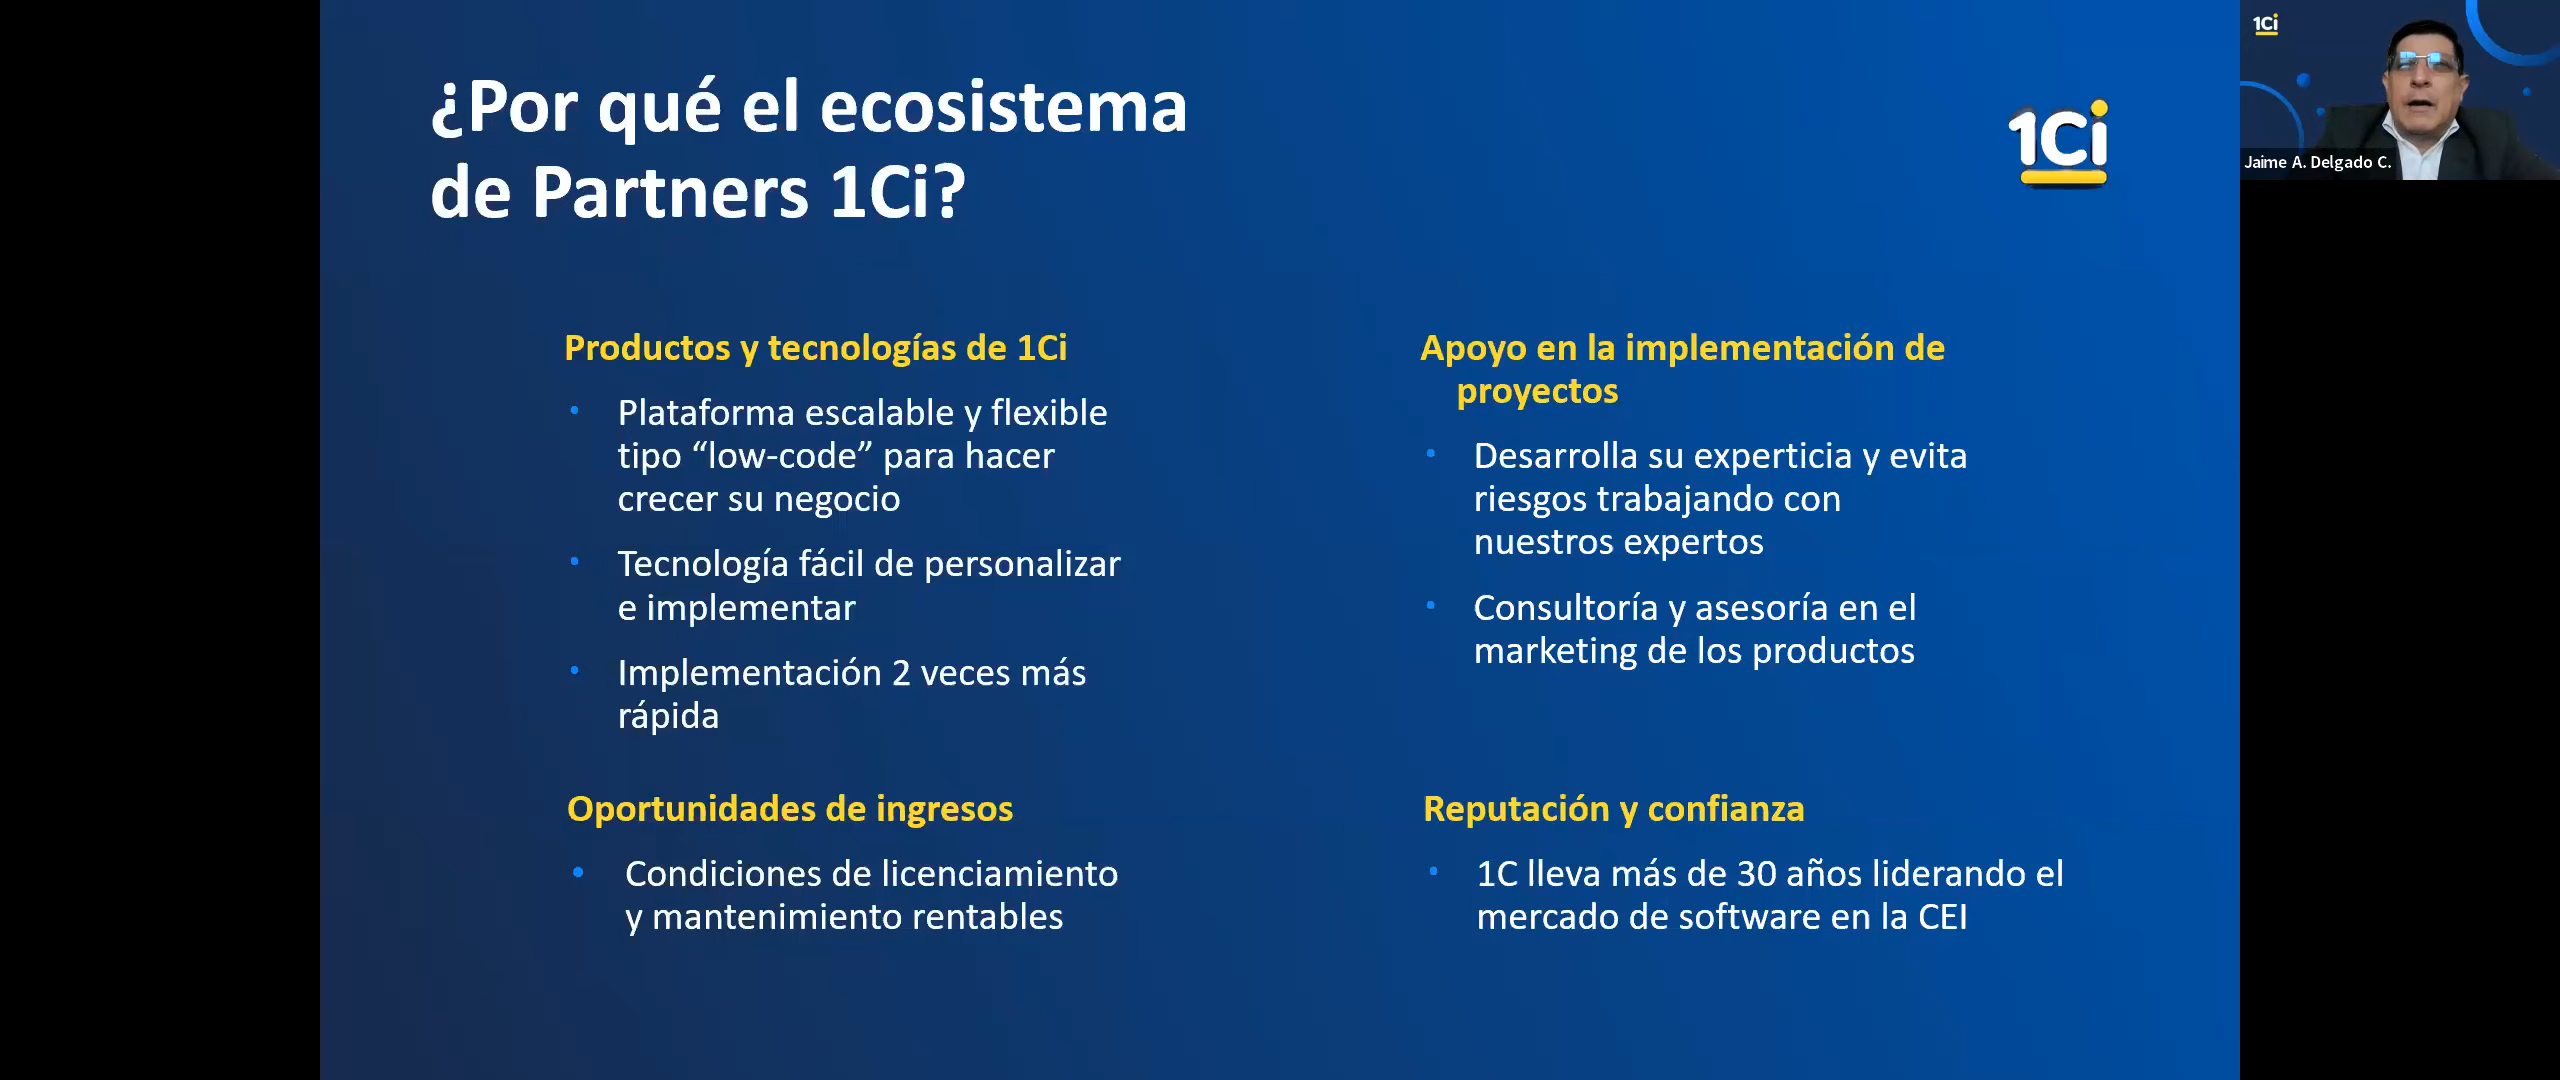 ¿Por qué el ecosistema
de Partners 1Ci?
1Ci
1Ci
Jaime A. Delgado C.
Productos y tecnologías de 1Ci
• Plataforma escalable y flexible
tipo “low-code” para hacer
crecer su negocio
• Tecnología fácil de personalizar
e implementar
• Implementación 2 veces más
rápida
Apoyo en la implementación de
proyectos
• Desarrolla su experticia y evita
riesgos trabajando con
nuestros expertos
• Consultoría y asesoría en el
marketing de los productos
Oportunidades de ingresos
• Condiciones de licenciamiento
y mantenimiento rentables
Reputación y confianza
• 1C lleva más de 30 años liderando el
mercado de software en la CEI